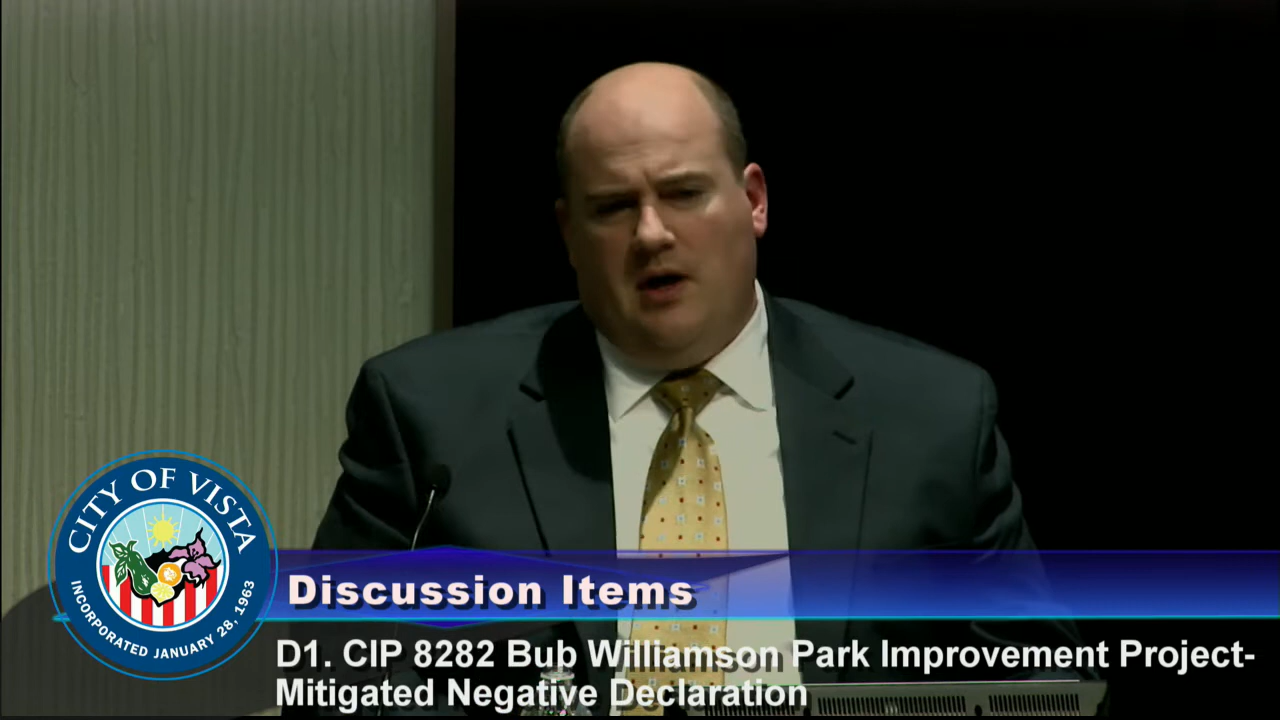 CITY OF VISTA
INCORPORATED JANUARY 28, 1963
Discussion Items
D1. CIP 8282 Bub Williamson Park Improvement Project-
Mitigated Negative Declaration